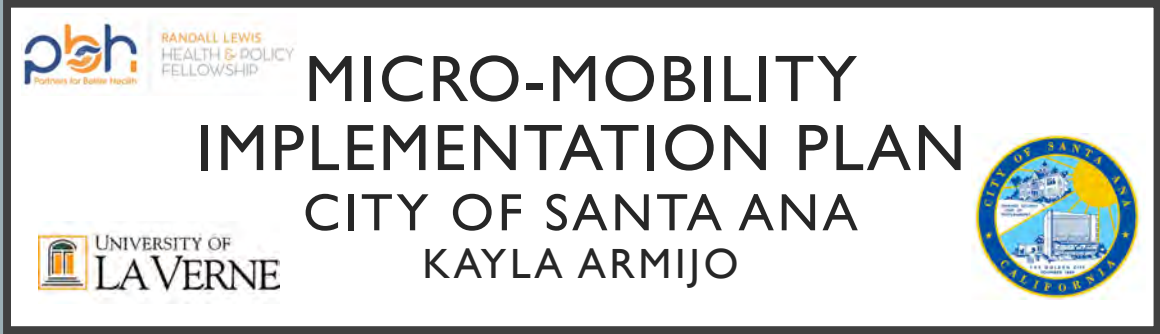 pbh
Partners for Better Health
RANDALL LEWIS
HEALTH & POLICY
FELLOWSHIP
MICRO-MOBILITY
IMPLEMENTATION PLAN
CITY OF SANTA ANA
KAYLA ARMIJO
UNIVERSITY OF
LA VERNE
CITY OF SANTA ANA
CALIFORNIA